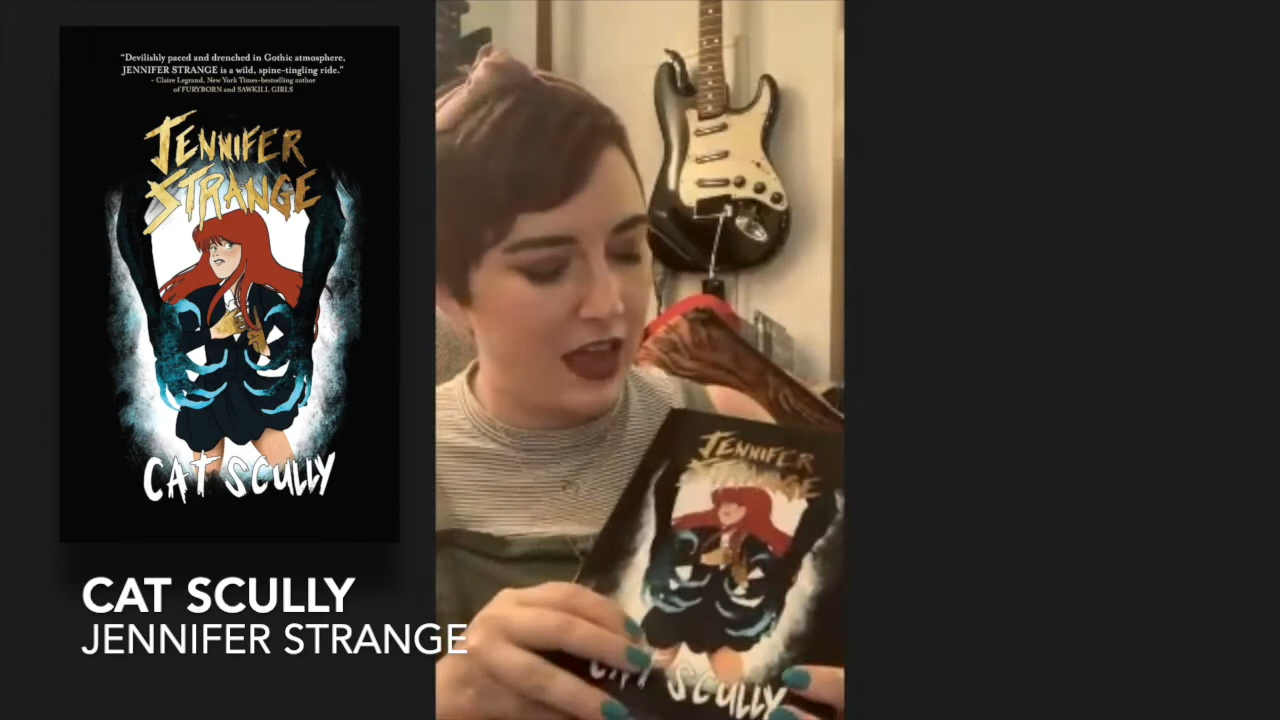 “Devilishly paced and drenched in Gothic atmosphere,
JENNIFER STRANGE is a wild, spine-tingling ride.”
- Claire Legrand, New York Times-bestselling author
of FURYBORN and SAWKILL GIRLS
JENNIFER
STRANGE
CAT SCULLY
CAT SCULLY
JENNIFER STRANGE
JENNIFER
STRANGE
CAT SCULLY